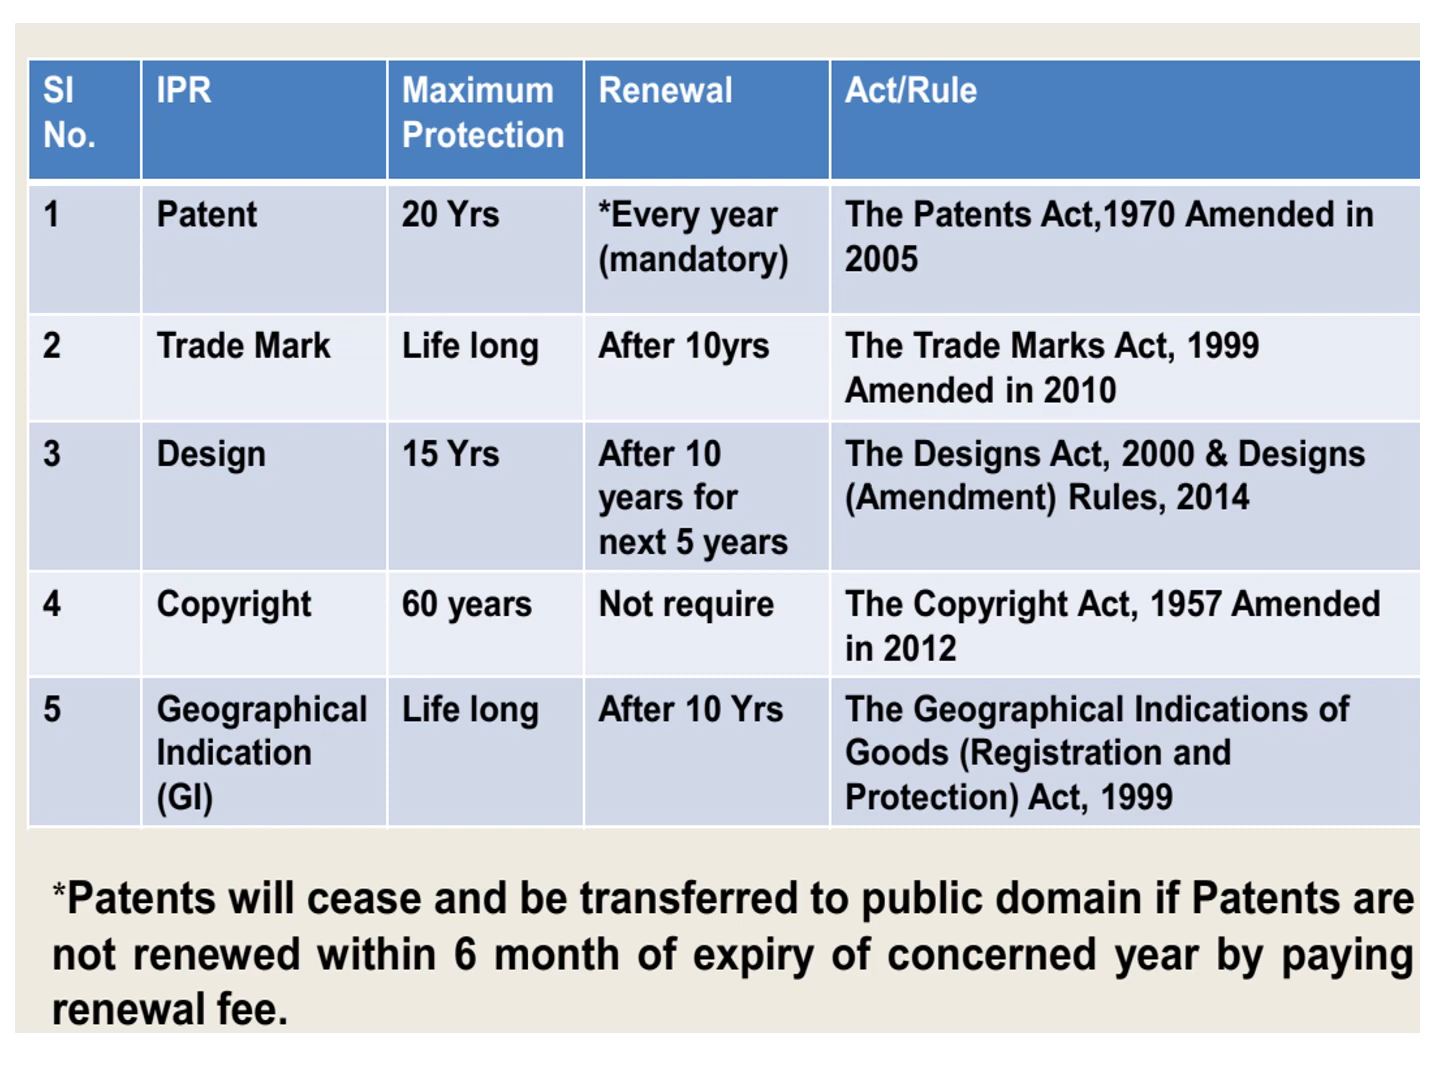 Sl No. IPR Maximum Protection Renewal Act/Rule
1 Patent 20 Yrs *Every year (mandatory) The Patents Act,1970 Amended in 2005
2 Trade Mark Life long After 10yrs The Trade Marks Act, 1999 Amended in 2010
3 Design 15 Yrs After 10 years for next 5 years The Designs Act, 2000 & Designs (Amendment) Rules, 2014
4 Copyright 60 years Not require The Copyright Act, 1957 Amended in 2012
5 Geographical Indication (GI) Life long After 10 Yrs The Geographical Indications of Goods (Registration and Protection) Act, 1999
*Patents will cease and be transferred to public domain if Patents are
not renewed within 6 month of expiry of concerned year by paying
renewal fee.